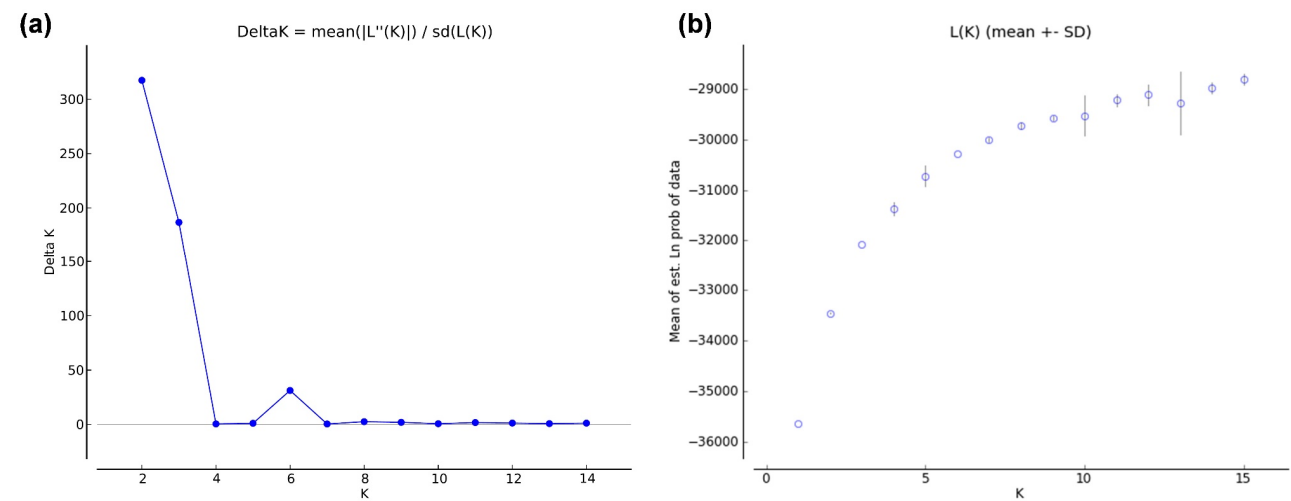 (a)
DeltaK = mean(|L''(K)|) / sd(L(K))
Delta K
300
250
200
150
100
50
0
2 4 6 8 10 12 14
K
(b)
L(K) (mean +- SD)
Mean of est. Ln prob of data
−29000
−30000
−31000
−32000
−33000
−34000
−35000
−36000
0 5 10 15
K